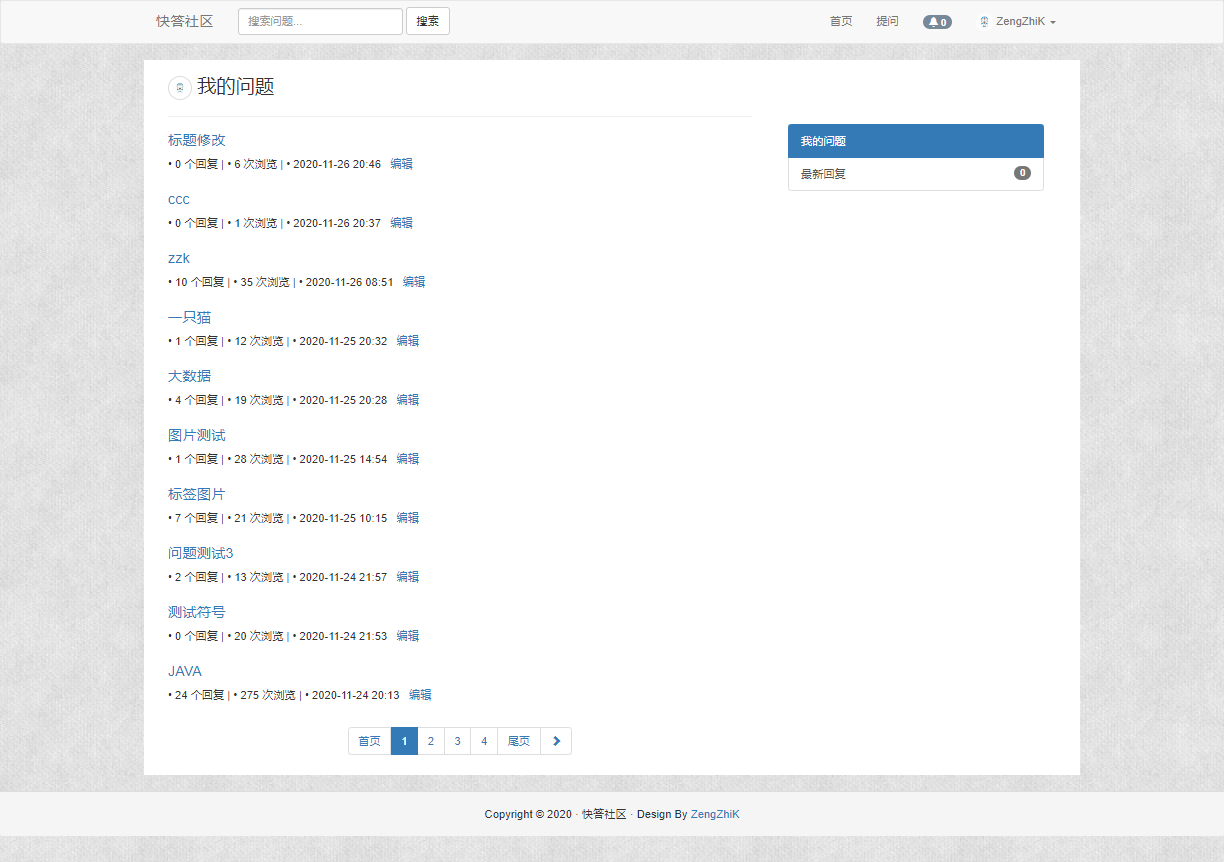 快答社区 搜索问题... 搜索 首页 提问 0 ZengZhiK
我的问题
标题修改
• 0 个回复 | • 6 次浏览 | • 2020-11-26 20:46 编辑
ccc
• 0 个回复 | • 1 次浏览 | • 2020-11-26 20:37 编辑
zzk
• 10 个回复 | • 35 次浏览 | • 2020-11-26 08:51 编辑
一只猫
• 1 个回复 | • 12 次浏览 | • 2020-11-25 20:32 编辑
大数据
• 4 个回复 | • 19 次浏览 | • 2020-11-25 20:28 编辑
图片测试
• 1 个回复 | • 28 次浏览 | • 2020-11-25 14:54 编辑
标签图片
• 7 个回复 | • 21 次浏览 | • 2020-11-25 10:15 编辑
问题测试3
• 2 个回复 | • 13 次浏览 | • 2020-11-24 21:57 编辑
测试符号
• 0 个回复 | • 20 次浏览 | • 2020-11-24 21:53 编辑
JAVA
• 24 个回复 | • 275 次浏览 | • 2020-11-24 20:13 编辑
首页 1 2 3 4 尾页
我的问题
最新回复 0
Copyright © 2020 · 快答社区 · Design By ZengZhiK